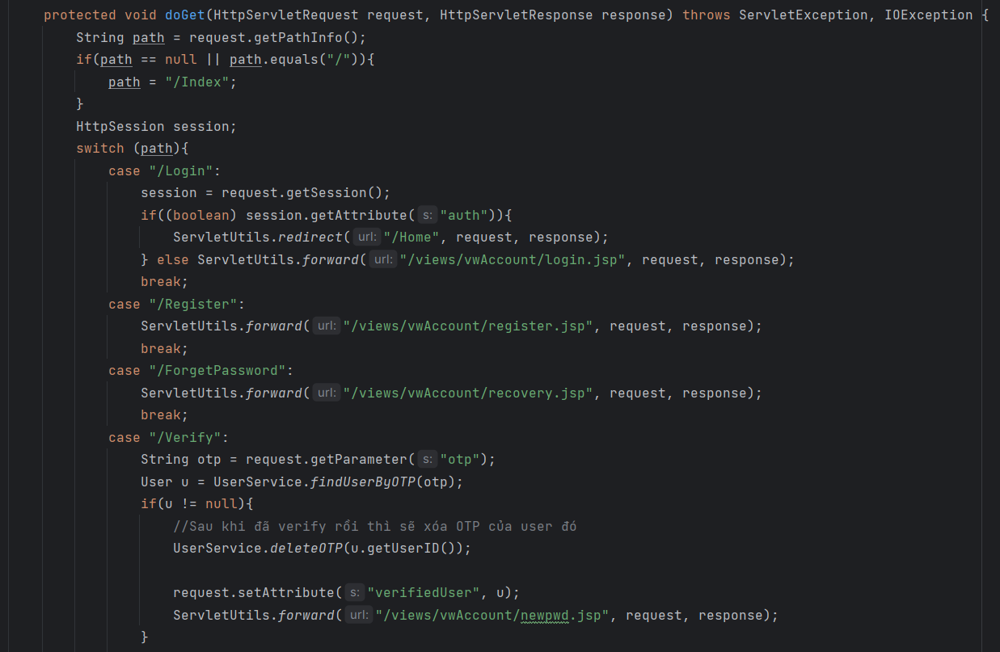 protected void doGet(HttpServletRequest request, HttpServletResponse response) throws ServletException, IOException {
String path = request.getPathInfo();
if(path == null || path.equals("/")){
path = "/Index";
}
HttpSession session;
switch (path){
case "/Login":
session = request.getSession();
if((boolean) session.getAttribute( s: "auth")){
ServletUtils.redirect( url: "/Home", request, response);
} else ServletUtils.forward( url: "/views/vwAccount/login.jsp", request, response);
break;
case "/Register":
ServletUtils.forward( url: "/views/vwAccount/register.jsp", request, response);
break;
case "/ForgetPassword":
ServletUtils.forward( url: "/views/vwAccount/recovery.jsp", request, response);
break;
case "/Verify":
String otp = request.getParameter( s: "otp");
User u = UserService.findUserByOTP(otp);
if(u != null){
//Sau khi đã verify rồi thì sẽ xóa OTP của user đó
UserService.deleteOTP(u.getUserID());
request.setAttribute( s: "verifiedUser", u);
ServletUtils.forward( url: "/views/vwAccount/newpwd.jsp", request, response);
}